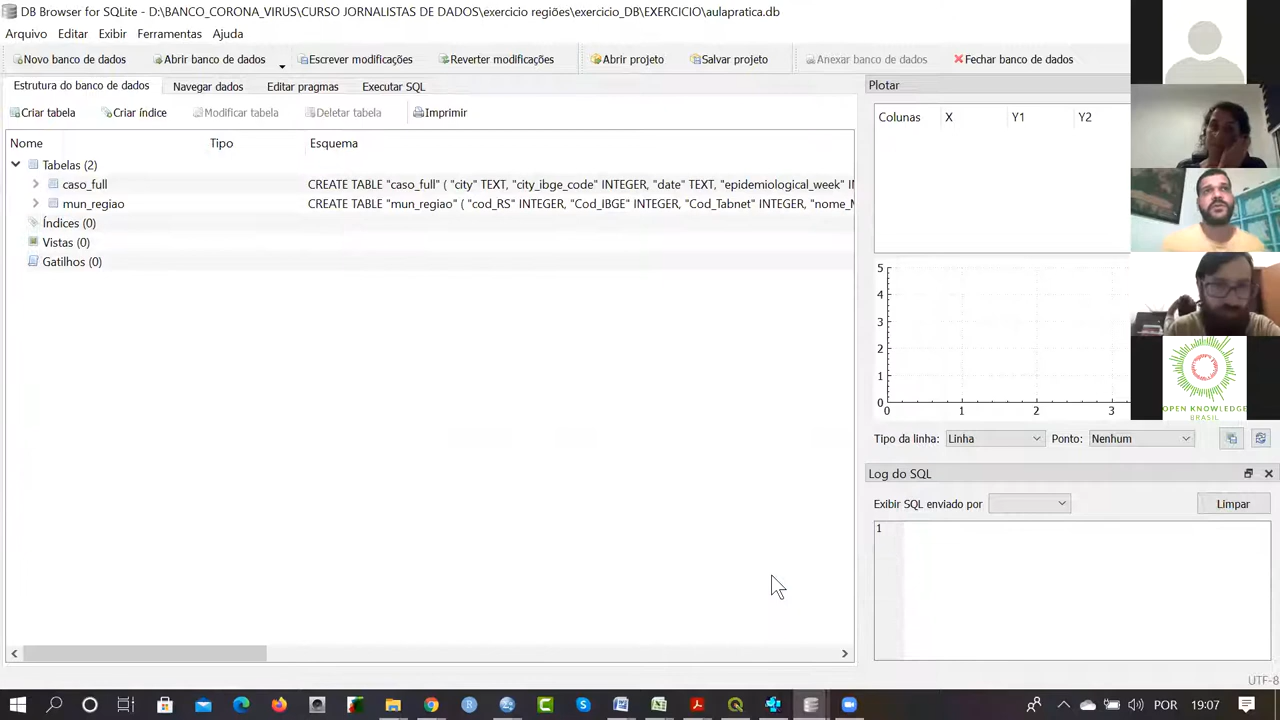 DB Browser for SQLite - D:\BANCO_CORONA_VIRUS\CURSO JORNALISTAS DE DADOS\exercicio regiões\exercicio_DB\EXERCICIO\aulapratica.db
Arquivo Editar Exibir Ferramentas Ajuda
Novo banco de dados Abrir banco de dados Escrever modificações Reverter modificações Abrir projeto Salvar projeto Anexar banco de dados Fechar banco de dados
Estrutura do banco de dados Navegar dados Editar pragmas Executar SQL
Criar tabela Criar índice Modificar tabela Deletar tabela Imprimir
Nome Tipo Esquema
Tabelas (2)
caso_full CREATE TABLE "caso_full" ( "city" TEXT, "city_ibge_code" INTEGER, "date" TEXT, "epidemiological_week" I
mun_regiao CREATE TABLE "mun_regiao" ( "cod_RS" INTEGER, "Cod_IBGE" INTEGER, "Cod_Tabnet" INTEGER, "nome_
Índices (0)
Vistas (0)
Gatilhos (0)
Plotar
Colunas X Y1 Y2
5
4
3
2
1
0
0 1 2 3
Tipo da linha: Linha Ponto: Nenhum
Log do SQL
Exibir SQL enviado por Limpar
1
OPEN KNOWLEDGE
BRASIL
UTF-8
POR 19:07